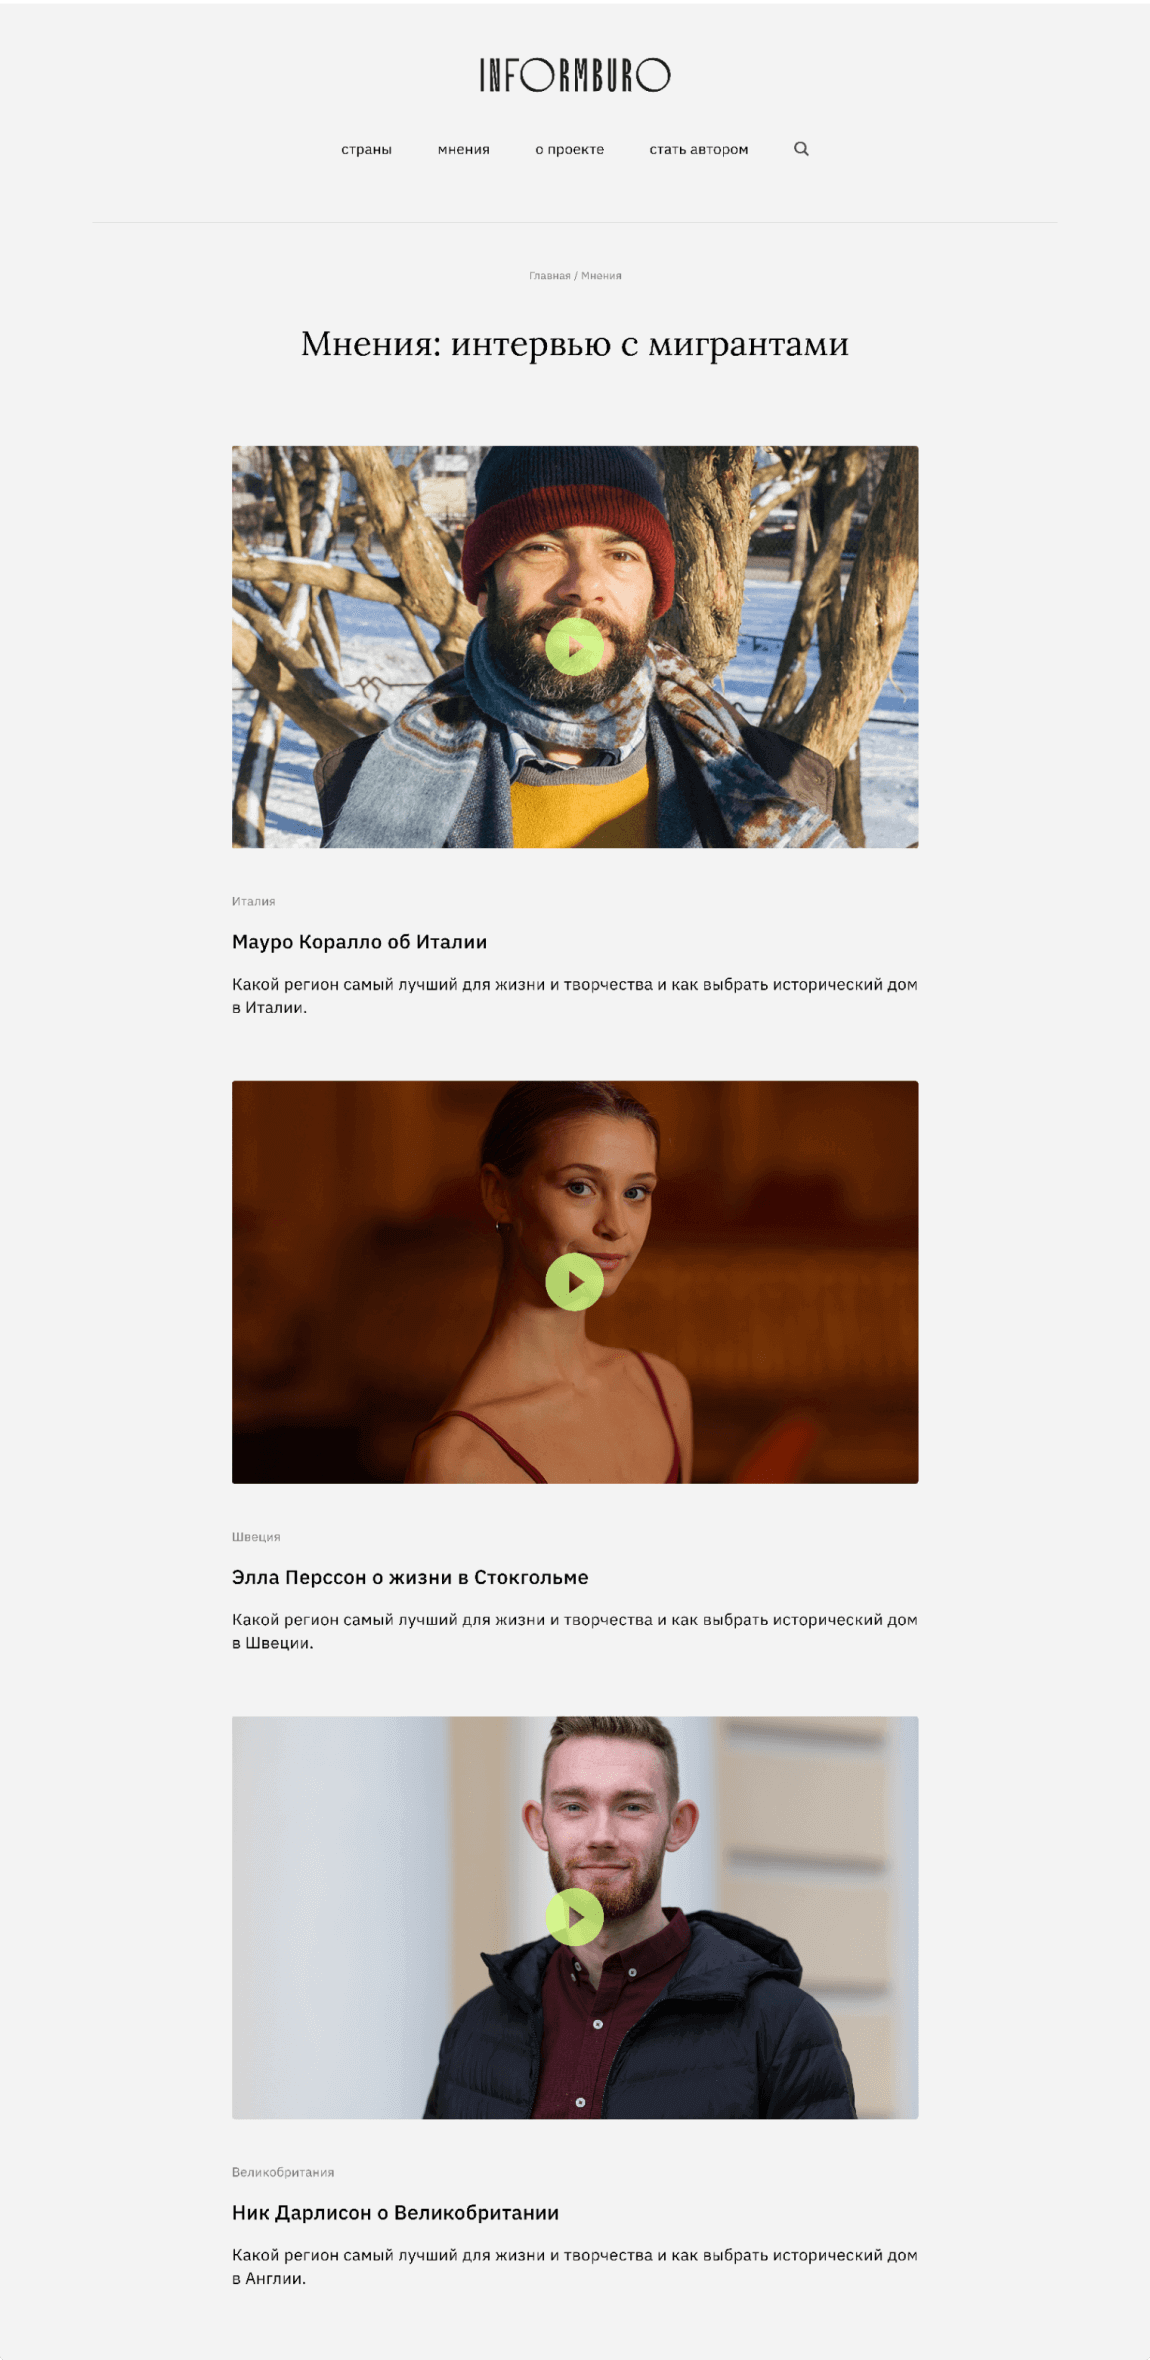 INFORMBURO
страны мнения о проекте стать автором
Главная / Мнения
Мнения: интервью с мигрантами
Италия
Мауро Коралло об Италии
Какой регион самый лучший для жизни и творчества и как выбрать исторический дом
в Италии.
Швеция
Элла Перссон о жизни в Стокгольме
Какой регион самый лучший для жизни и творчества и как выбрать исторический дом
в Швеции.
Великобритания
Ник Дарлисон о Великобритании
Какой регион самый лучший для жизни и творчества и как выбрать исторический дом
в Англии.